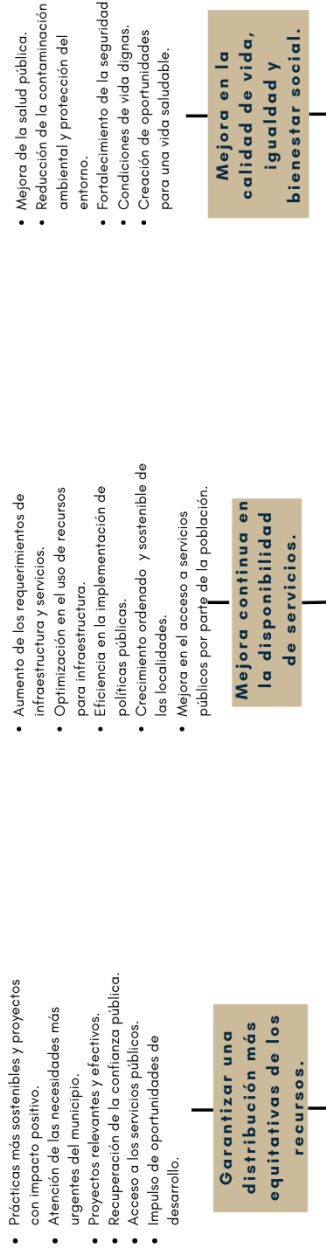 • Prácticas más sostenibles y proyectos
con impacto positivo.
• Atención de las necesidades más
urgentes del municipio.
• Proyectos relevantes y efectivos.
• Recuperación de la confianza pública.
• Acceso a los servicios públicos.
• Impulso de oportunidades de
desarrollo.
Garantizar una
distribución más
equitativas de los
recursos.
• Aumento de los requerimientos de
infraestructura y servicios.
• Optimización en el uso de recursos
para infraestructura.
• Eficiencia en la implementación de
políticas públicas.
• Crecimiento ordenado y sostenible de
las localidades.
• Mejora en el acceso a servicios
públicos por parte de la población.
Mejora continua en
la disponibilidad
de servicios.
• Mejora de la salud pública.
• Reducción de la contaminación
ambiental y protección del
entorno.
• Fortalecimiento de la seguridad
• Condiciones de vida dignas.
• Creación de oportunidades
para una vida saludable.
Mejora en la
calidad de vida,
igualdad y
bienestar social.